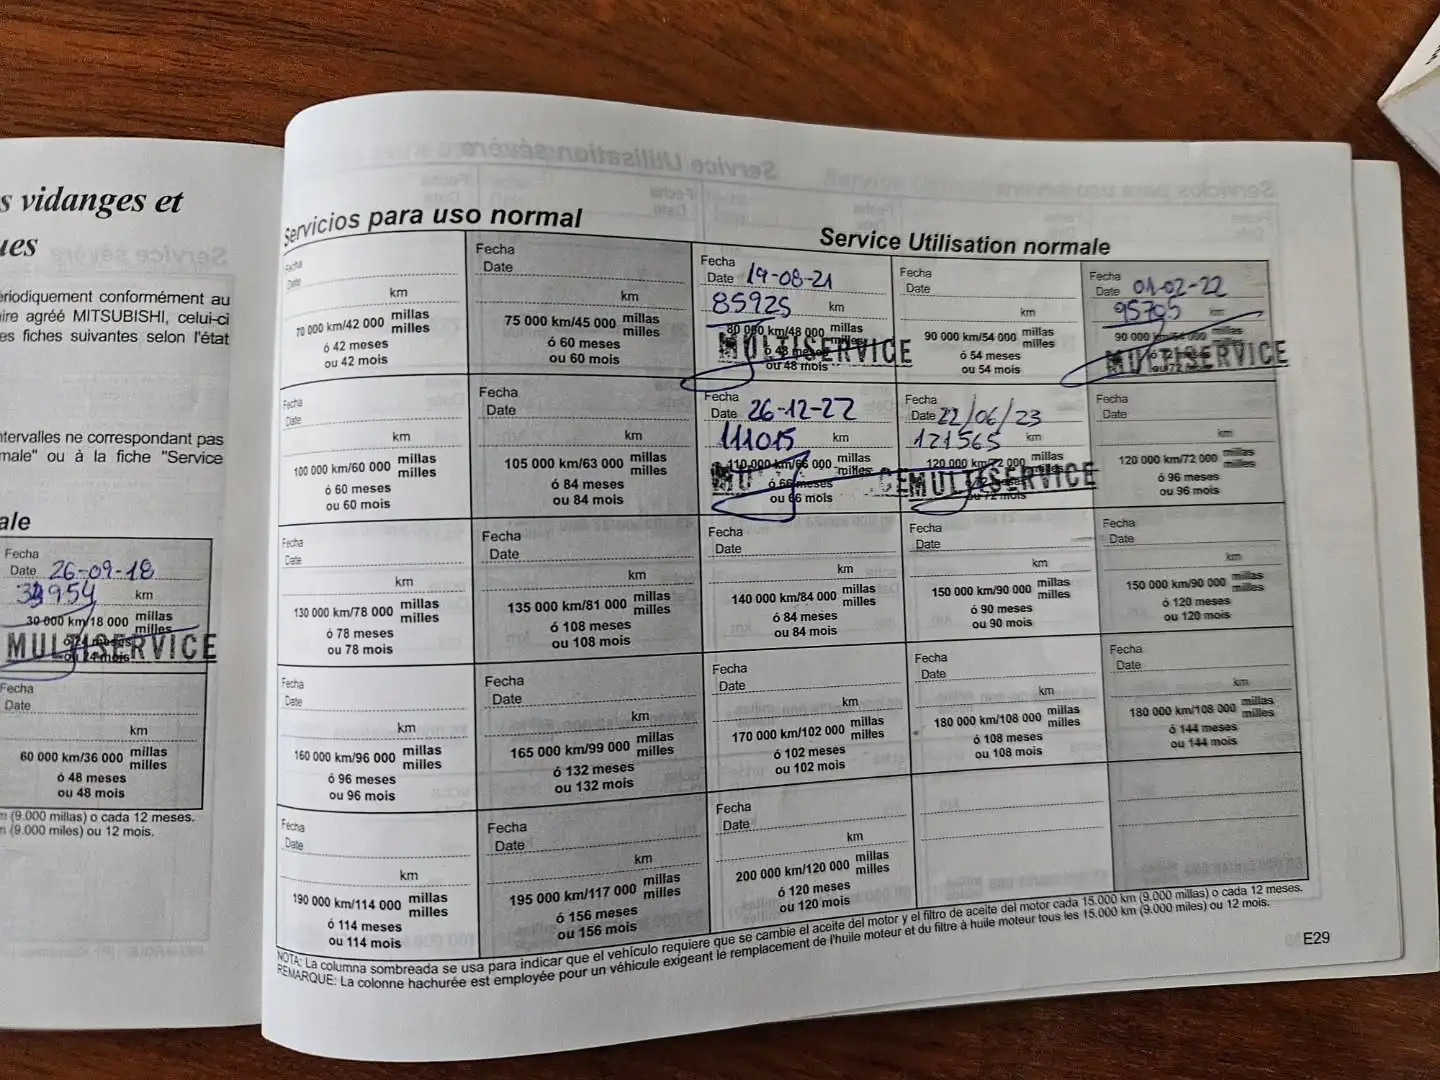 s vidanges et
ues
ériodiquement conformément au
ire agréé MITSUBISHI, celui-ci
es fiches suivantes selon l'état
ntervalles ne correspondant pas
male" ou à la fiche "Service
ale
Fecha
Date 26-09-18
954 km
30 000 km/18 000 millas
milles
MULTISERVICE
Fecha
Date
km
60 000 km/36 000 millas
milles
ó 48 meses
ou 48 mois
(9.000 millas) o cada 12 meses.
(9.000 miles) ou 12 mois.
Servicios para uso normal
Service Utilisation normale
Fecha
Date
km
70 000 km/42 000 millas
milles
ó 42 meses
ou 42 mois
Fecha
Date
km
75 000 km/45 000 millas
milles
ó 60 meses
ou 60 mois
Fecha
Date 19-08-21
85925 km
80 000 km/48 000 millas
milles
ó 48 meses
ou 48 mois
MULTISERVICE
Fecha
Date
km
90 000 km/54 000 millas
milles
ó 54 meses
ou 54 mois
Fecha
Date 01-02-22
95705 km
90 000 km/54 000 millas
milles
ó 72 meses
ou 72 mois
MULTISERVICE
Fecha
Date
km
100 000 km/60 000 millas
milles
ó 60 meses
ou 60 mois
Fecha
Date
km
105 000 km/63 000 millas
milles
ó 84 meses
ou 84 mois
Fecha
Date 26-12-22
111015 km
110 000 km/66 000 millas
milles
ó 66 meses
ou 66 mois
Fecha
Date 22/06/23
121565 km
120 000 km/72 000 millas
milles
ó 72 meses
ou 72 mois
MULTISERVICE
Fecha
Date
km
120 000 km/72 000 millas
milles
ó 96 meses
ou 96 mois
Fecha
Date
km
130 000 km/78 000 millas
milles
ó 78 meses
ou 78 mois
Fecha
Date
km
135 000 km/81 000 millas
milles
ó 108 meses
ou 108 mois
Fecha
Date
km
140 000 km/84 000 millas
milles
ó 84 meses
ou 84 mois
Fecha
Date
km
150 000 km/90 000 millas
milles
ó 90 meses
ou 90 mois
Fecha
Date
km
150 000 km/90 000 millas
milles
ó 120 meses
ou 120 mois
Fecha
Date
km
160 000 km/96 000 millas
milles
ó 96 meses
ou 96 mois
Fecha
Date
km
165 000 km/99 000 millas
milles
ó 132 meses
ou 132 mois
Fecha
Date
km
170 000 km/102 000 millas
milles
ó 102 meses
ou 102 mois
Fecha
Date
km
180 000 km/108 000 millas
milles
ó 108 meses
ou 108 mois
Fecha
Date
km
180 000 km/108 000 millas
milles
ó 144 meses
ou 144 mois
Fecha
Date
km
190 000 km/114 000 millas
milles
ó 114 meses
ou 114 mois
Fecha
Date
km
195 000 km/117 000 millas
milles
ó 156 meses
ou 156 mois
Fecha
Date
km
200 000 km/120 000 millas
milles
ó 120 meses
ou 120 mois
NOTA: La columna sombreada se usa para indicar que el vehículo requiere que se cambie el aceite del motor y el filtro de aceite del motor cada 15.000 km (9.000 millas) o cada 12 meses.
REMARQUE: La colonne hachurée est employée pour un véhicule exigeant le remplacement de l'huile moteur et du filtre à huile moteur tous les 15.000 km (9.000 miles) ou 12 mois.
E29